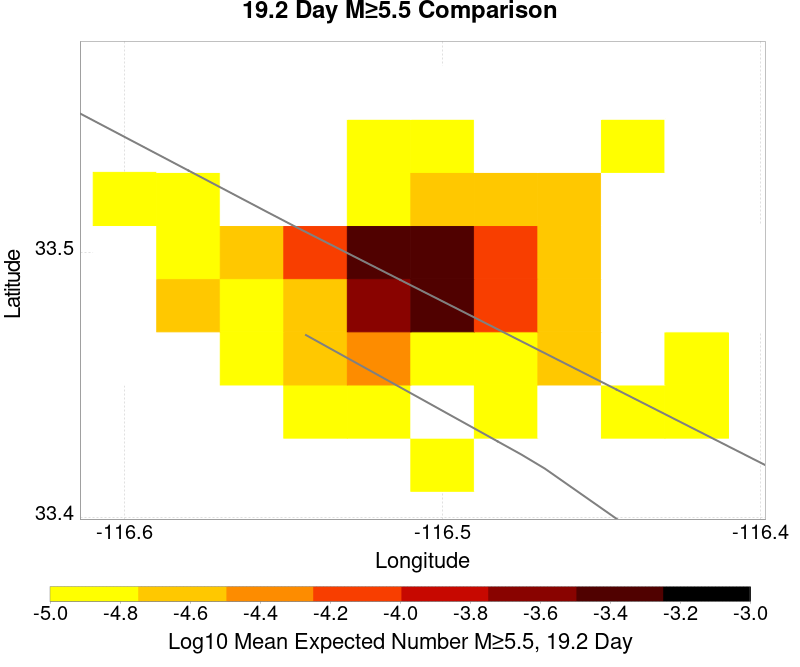 19.2 Day M≥5.5 Comparison
Latitude
33.5
33.4
-116.6 -116.5 -116.4
Longitude
-5.0 -4.8 -4.6 -4.4 -4.2 -4.0 -3.8 -3.6 -3.4 -3.2 -3.0
Log10 Mean Expected Number M≥5.5, 19.2 Day